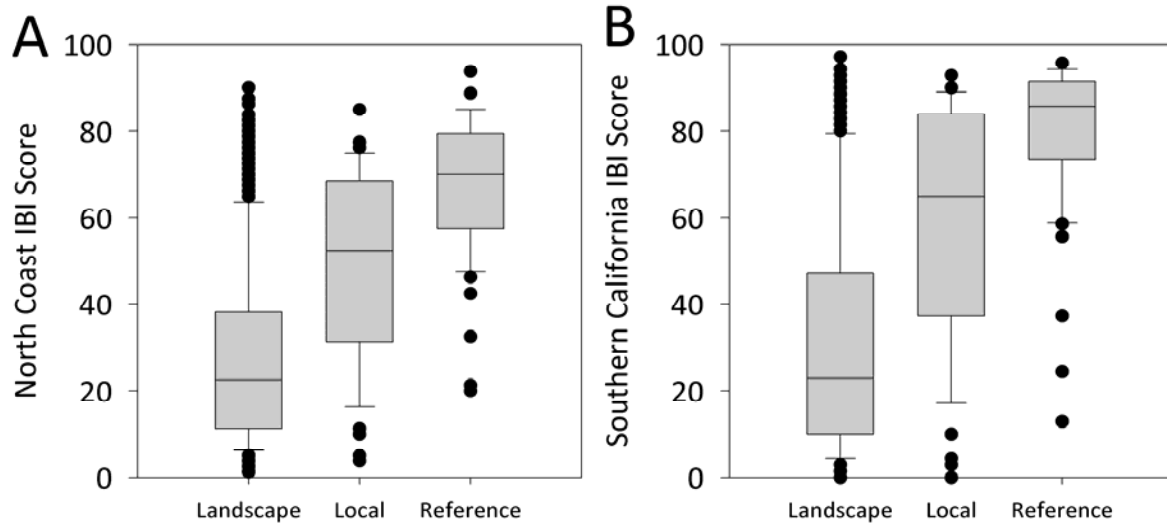 A
North Coast IBI Score
100
80
60
40
20
0
Landscape Local Reference
B
Southern California IBI Score
100
80
60
40
20
0
Landscape Local Reference